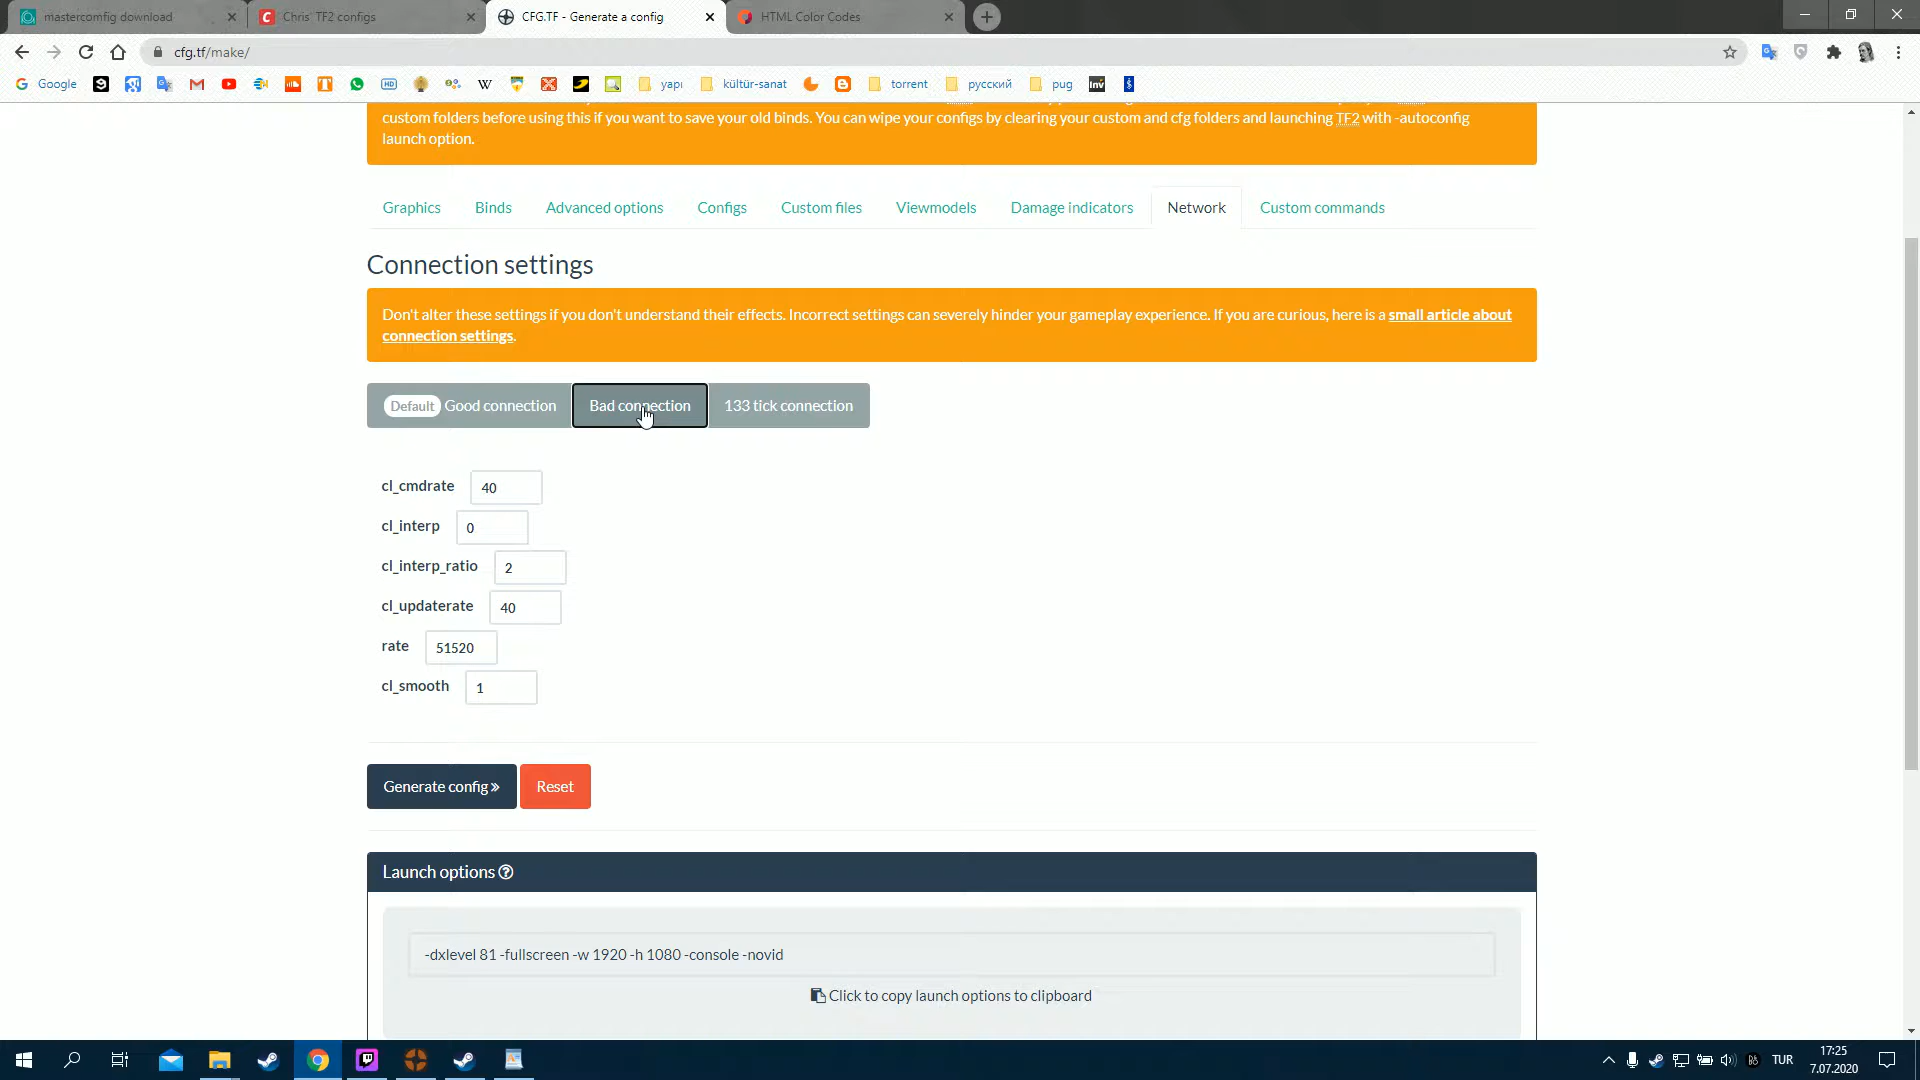 mastercomfig download
Chris' TF2 configs
CFG.TF - Generate a config
HTML Color Codes
cfg.tf/make/
Google
yapı
kültür-sanat
torrent
русский
pug
custom folders before using this if you want to save your old binds. You can wipe your configs by clearing your custom and cfg folders and launching TF2 with -autoconfig
launch option.
Graphics Binds Advanced options Configs Custom files Viewmodels Damage indicators Network Custom commands
Connection settings
Don't alter these settings if you don't understand their effects. Incorrect settings can severely hinder your gameplay experience. If you are curious, here is a small article about
connection settings.
Default Good connection Bad connection 133 tick connection
cl_cmdrate 40
cl_interp 0
cl_interp_ratio 2
cl_updaterate 40
rate 51520
cl_smooth 1
Generate config » Reset
Launch options
-dxlevel 81 -fullscreen -w 1920 -h 1080 -console -novid
Click to copy launch options to clipboard
TUR
17:25
7.07.2020